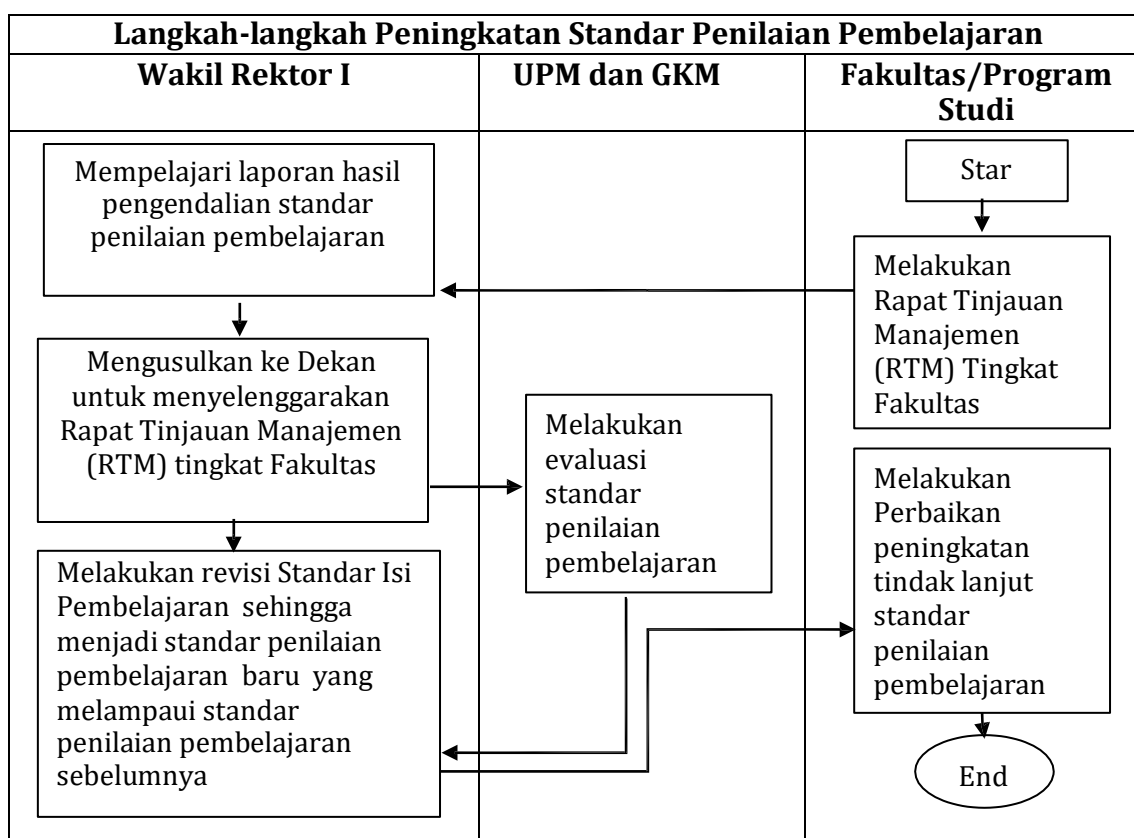 Langkah-langkah Peningkatan Standar Penilaian Pembelajaran
Wakil Rektor I
UPM dan GKM
Fakultas/Program
Studi
Mempelajari laporan hasil
pengendalian standar
penilaian pembelajaran
Mengusulkan ke Dekan
untuk menyelenggarakan
Rapat Tinjauan Manajemen
(RTM) tingkat Fakultas
Melakukan revisi Standar Isi
Pembelajaran sehingga
menjadi standar penilaian
pembelajaran baru yang
melampaui standar
penilaian pembelajaran
sebelumnya
Melakukan
evaluasi
standar
penilaian
pembelajaran
Star
Melakukan
Rapat Tinjauan
Manajemen
(RTM) Tingkat
Fakultas
Melakukan
Perbaikan
peningkatan
tindak lanjut
standar
penilaian
pembelajaran
End